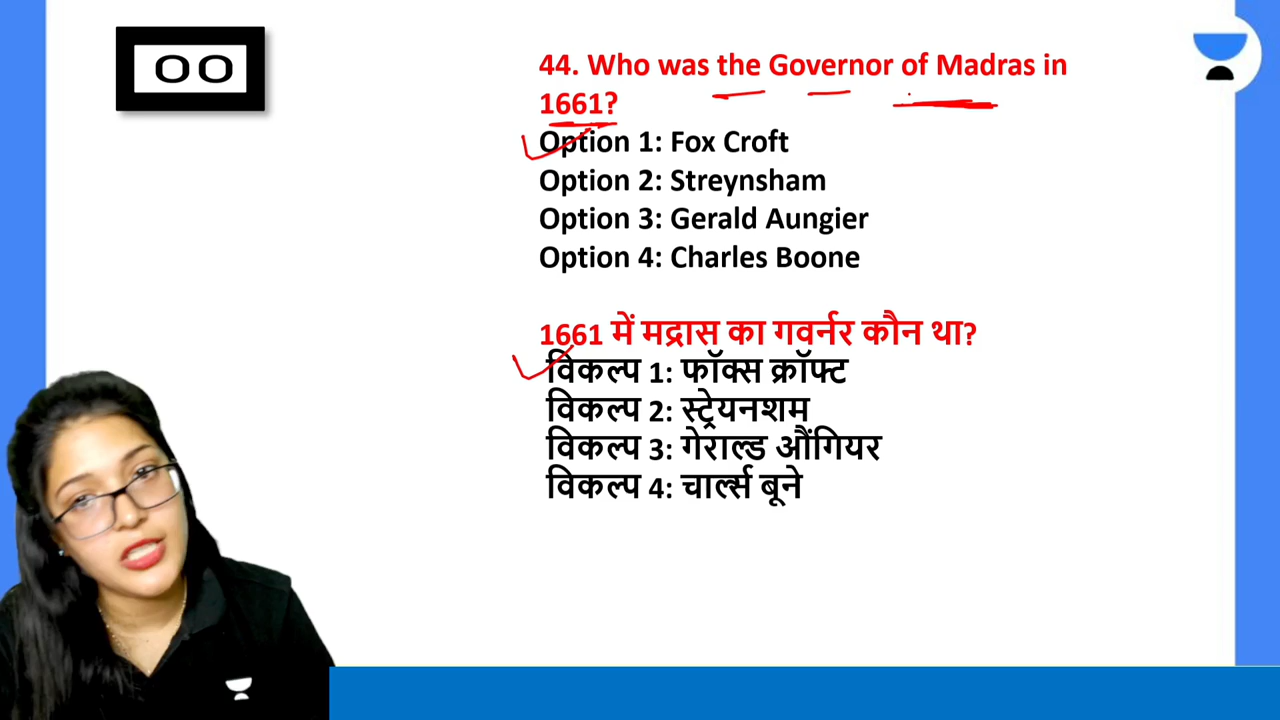 00
44. Who was the Governor of Madras in
1661?
Option 1: Fox Croft
Option 2: Streynsham
Option 3: Gerald Aungier
Option 4: Charles Boone
1661 में मद्रास का गवर्नर कौन था?
विकल्प 1: फॉक्स क्रॉफ्ट
विकल्प 2: स्ट्रेयनशम
विकल्प 3: गेराल्ड औंगियर
विकल्प 4: चार्ल्स बूने